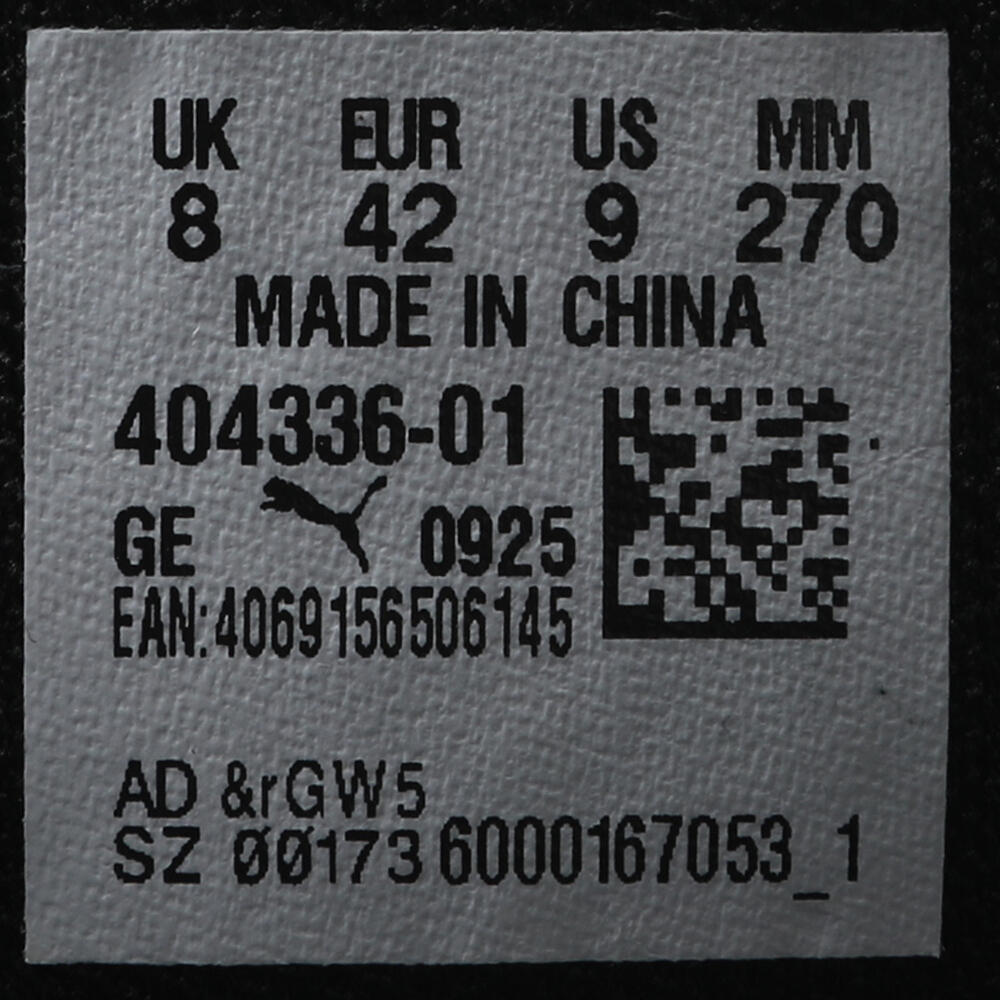 UK EUR US MM
8 42 9 270
MADE IN CHINA
404336-01
GE 0925
EAN:4069156506145
AD &rGW5
SZ 00173 6000167053_1